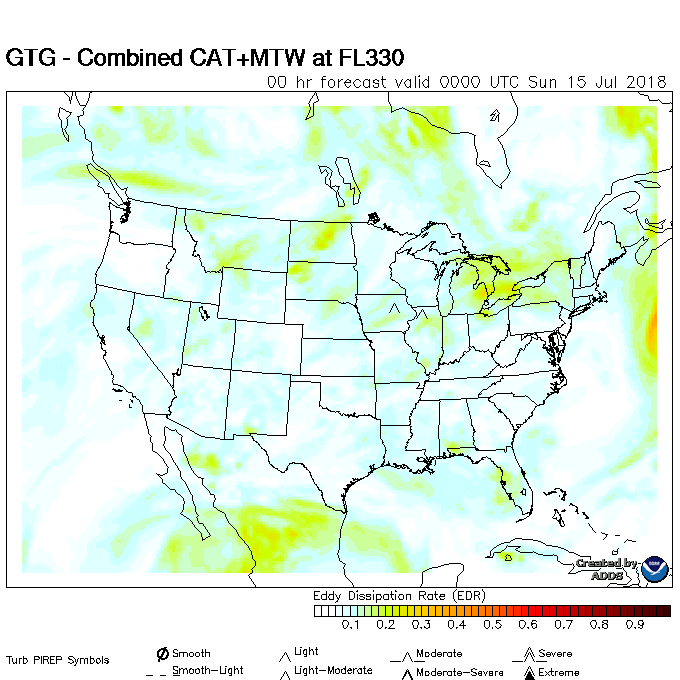 GTG - Combined CAT+MTW at FL330
00 hr forecast valid 0000 UTC Sun 15 Jul 2018
Created by
ADDS
Eddy Dissipation Rate (EDR)
0.1 0.2 0.3 0.4 0.5 0.6 0.7 0.8 0.9
Turb PIREP Symbols
Smooth Light Moderate Severe
Smooth-Light Light-Moderate Moderate-Severe Extreme